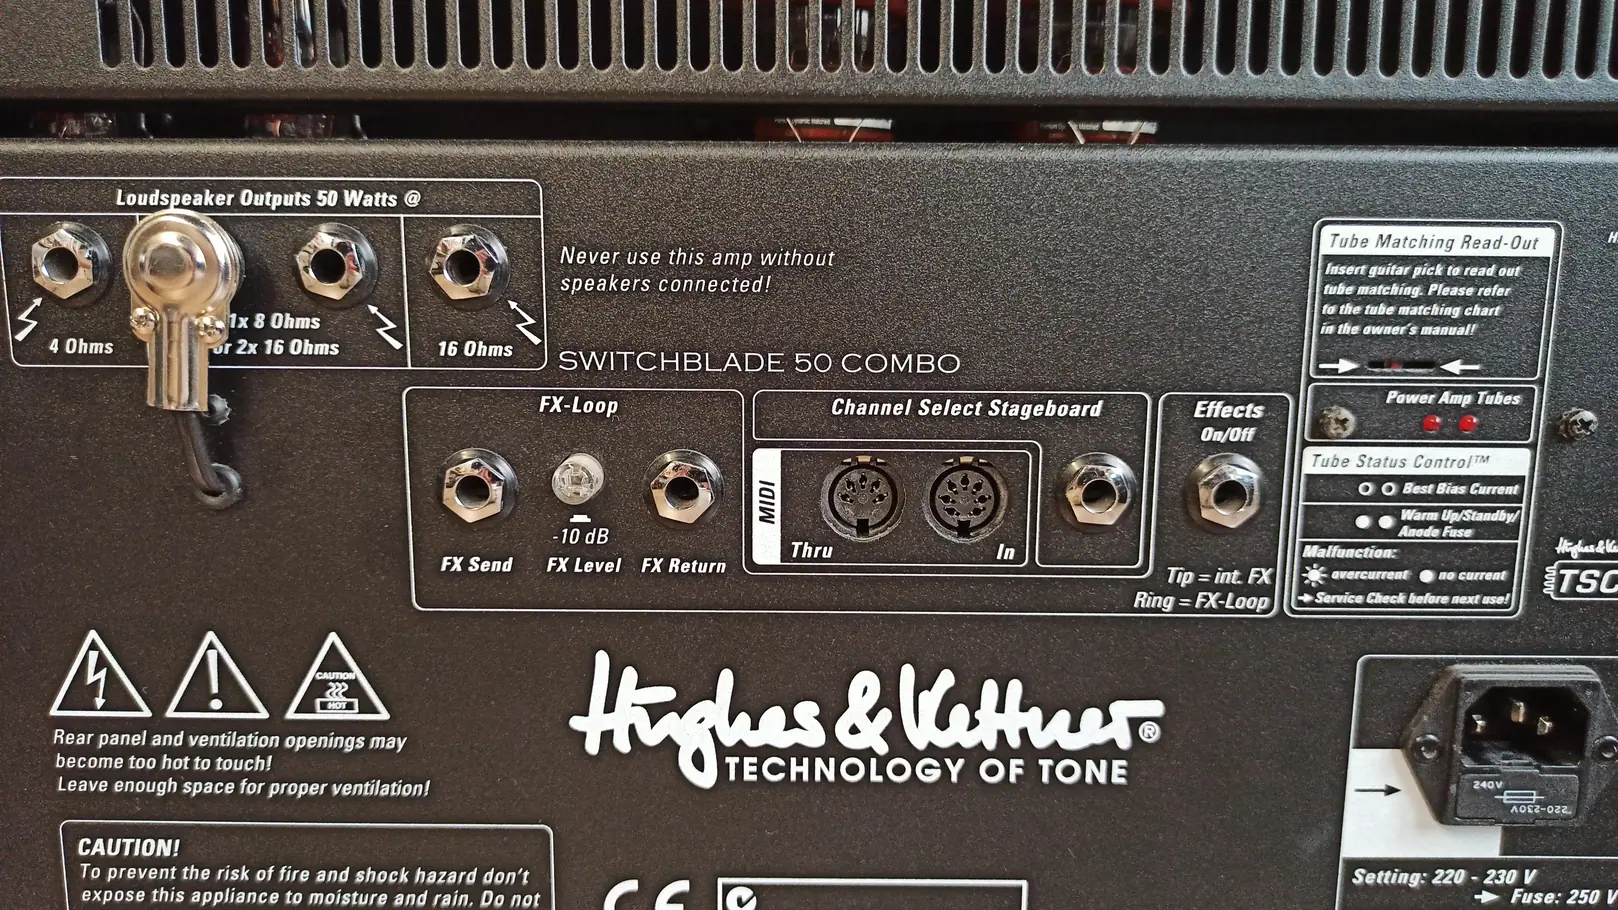 Loudspeaker Outputs 50 Watts @
4 Ohms
1x 8 Ohms
or 2x 16 Ohms
16 Ohms
Never use this amp without
speakers connected!
SWITCHBLADE 50 COMBO
FX-Loop
-10 dB
FX Send
FX Level
FX Return
Channel Select Stageboard
MIDI
Thru
In
Effects
On/Off
Tip = int. FX
Ring = FX-Loop
Tube Matching Read-Out
Insert guitar pick to read out
tube matching. Please refer
to the tube matching chart
in the owner's manual!
Power Amp Tubes
Tube Status Control™
Best Bias Current
Warm Up/Standby/
Anode Fuse
Malfunction:
overcurrent
no current
Service Check before next use!
Hughes&Ke
TSC
CAUTION
HOT
Rear panel and ventilation openings may
become too hot to touch!
Leave enough space for proper ventilation!
Hughes & Kettner®
TECHNOLOGY OF TONE
240V
220-230V
CAUTION!
To prevent the risk of fire and shock hazard don't
expose this appliance to moisture and rain. Do not
CE
Setting: 220 - 230 V
Fuse: 250 V